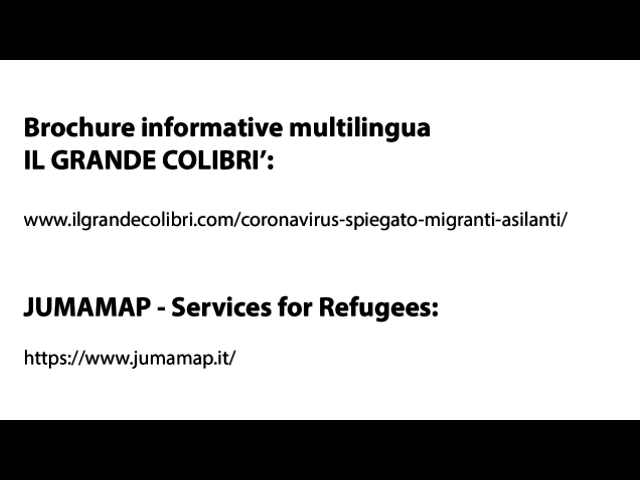 Brochure informative multilingua
IL GRANDE COLIBRI’:
www.ilgrandecolibri.com/coronavirus-spiegato-migranti-asilanti/
JUMAMAP - Services for Refugees:
https://www.jumamap.it/